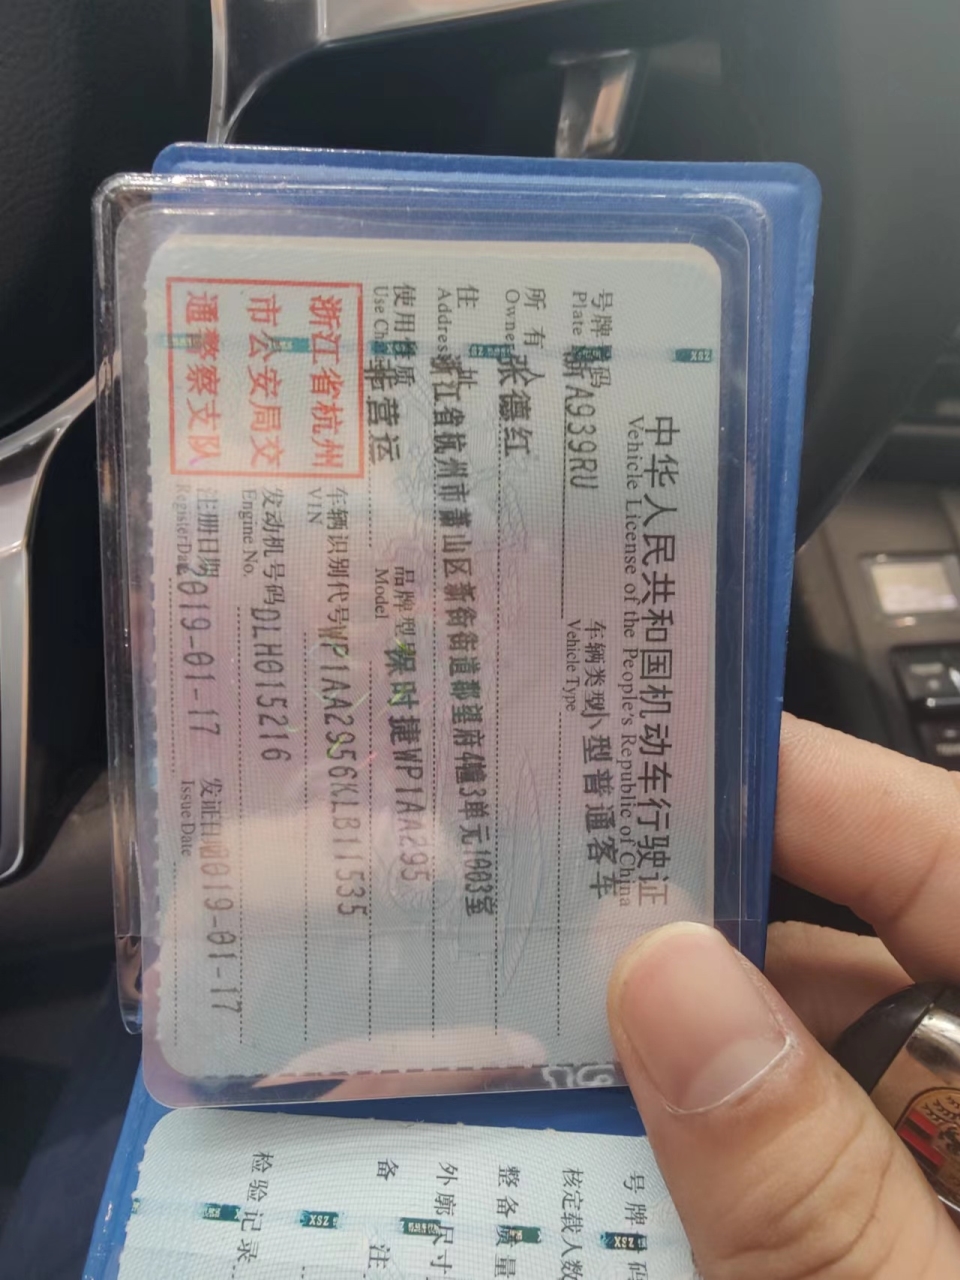 中华人民共和国机动车行驶证
Vehicle License of the People's Republic of China
号牌号码 浙A939RU 车辆类型 小型普通客车
Plate Vehicle Type
所有人 张德红
Owner
住址 浙江省杭州市萧山区新街街道都望府4幢3单元1003室
Address
使用性质 非营运 品牌型号 保时捷WP1AA295
Use Cha Model
浙江省杭州
市公安局交
通警察支队
车辆识别代号 WP1AA2956KLB11535
VIN
发动机号码 DLH015216
Engine No.
注册日期 2019-01-17 发证日期 2019-01-17
Register Dat Issue Date
号牌号码
核定载人数
整备质量
外廓尺寸
备注
检验记录